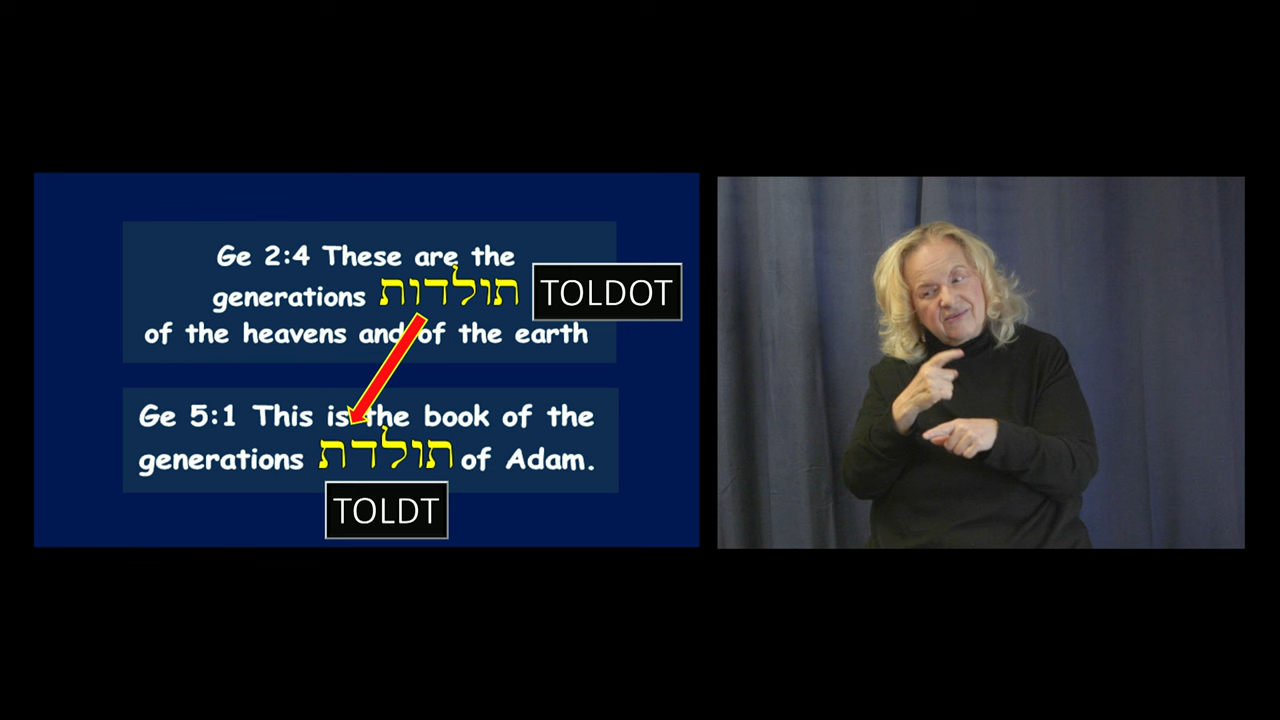 Ge 2:4 These are the
generations תולדות TOLDOT
of the heavens and of the earth
Ge 5:1 This is the book of the
generations תולדת of Adam.
TOLDT